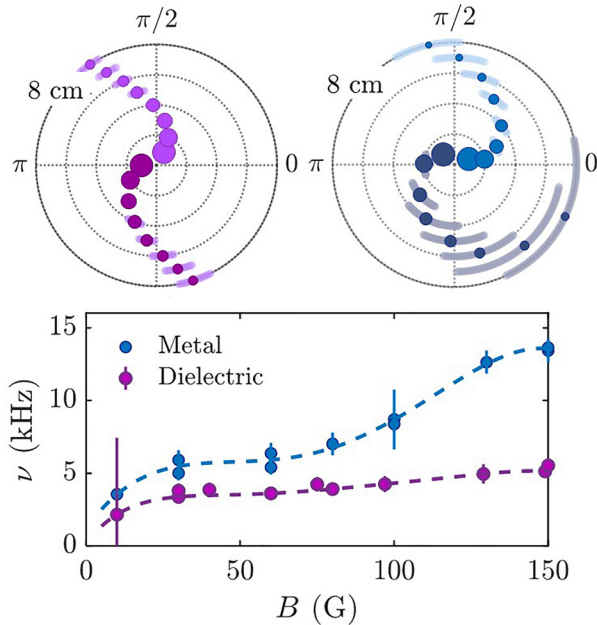 π/2
π/2
8 cm
8 cm
π
0
π
0
15
Metal
Dielectric
10
5
0
ν (kHz)
0
50
100
150
B (G)